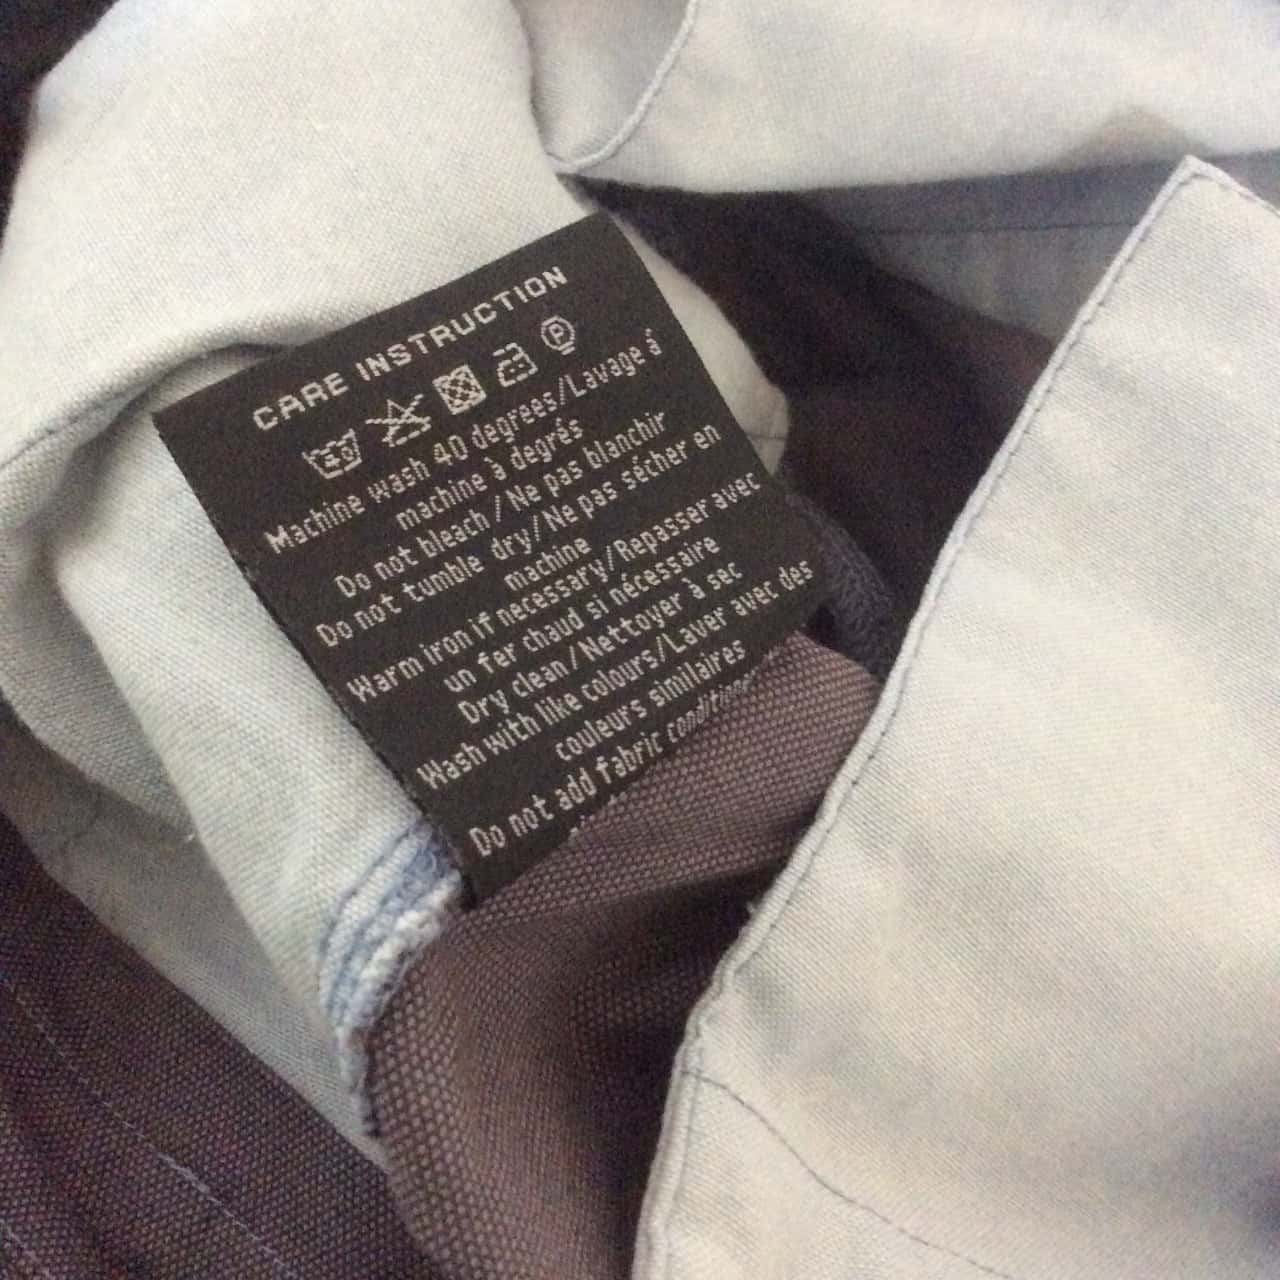 CARE INSTRUCTION
40 P
Machine wash 40 degrees/Lavage á
machine à degrés
Do not bleach/Ne pas blanchir
Do not tumble dry/Ne pas sécher en
machine
Warm iron if necessary/Repasser avec
un fer chaud si nécessaire
Dry clean/Nettoyer à sec
Wash with like colours/Laver avec des
couleurs similaires
Do not add fabric